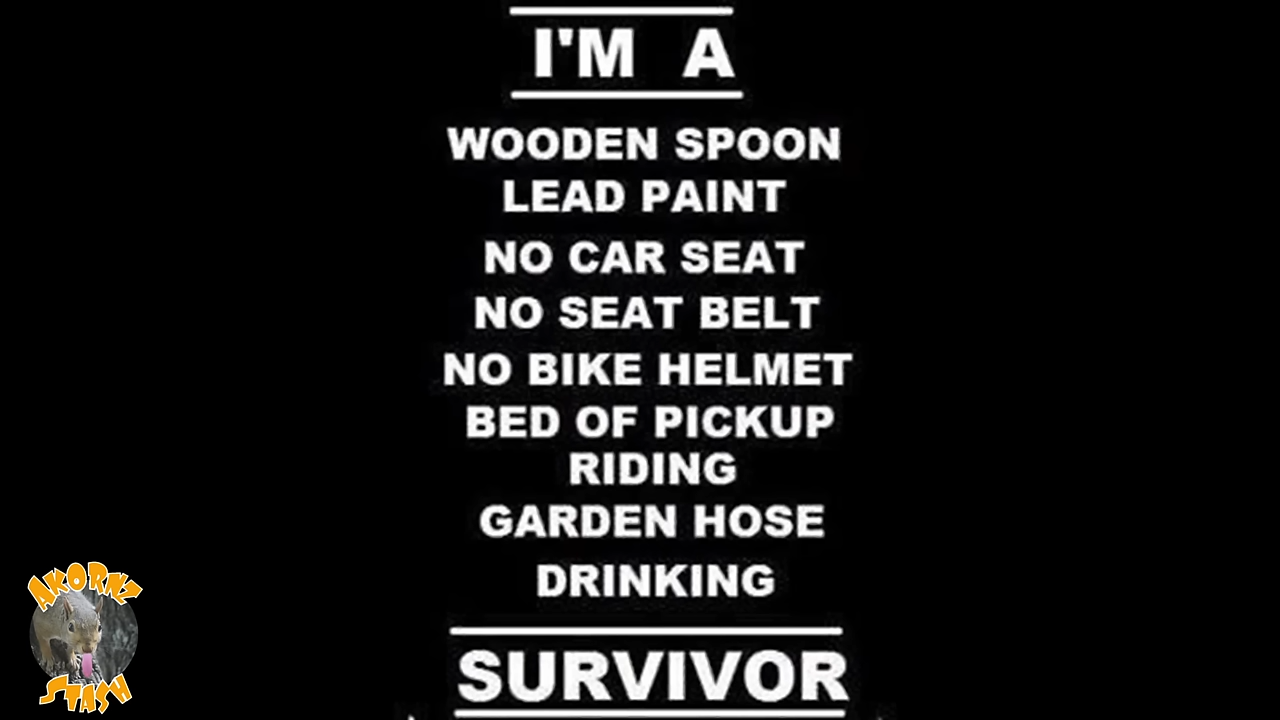 I'M A
WOODEN SPOON
LEAD PAINT
NO CAR SEAT
NO SEAT BELT
NO BIKE HELMET
BED OF PICKUP
RIDING
GARDEN HOSE
DRINKING
SURVIVOR
AKORNZ
STASH